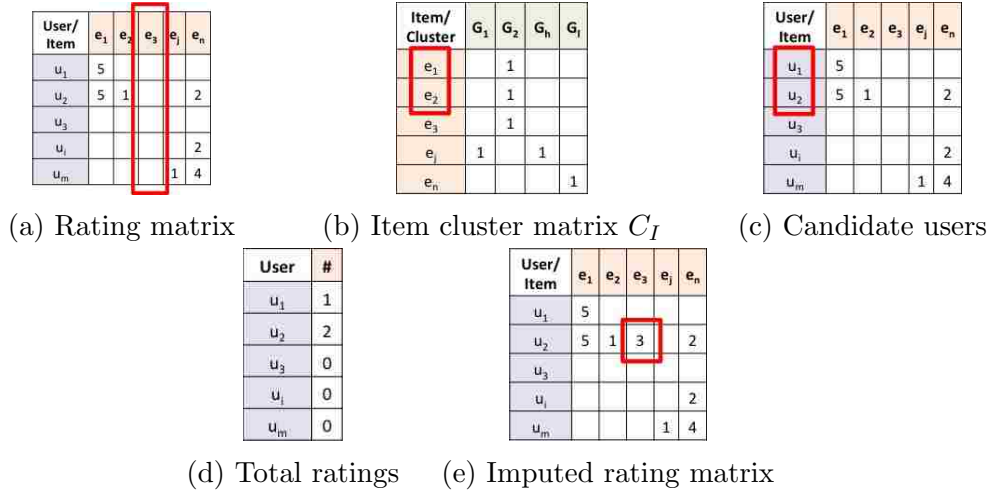 User/ Item e₁ e₂ e₃ eⱼ eₙ
u₁ 5
u₂ 5 1 2
u₃
uᵢ 2
uₘ 1 4
(a) Rating matrix
Item/ Cluster G₁ G₂ Gₕ Gₗ
e₁ 1
e₂ 1
e₃ 1
eⱼ 1 1
eₙ 1
(b) Item cluster matrix C_I
User/ Item e₁ e₂ e₃ eⱼ eₙ
u₁ 5
u₂ 5 1 2
u₃
uᵢ 2
uₘ 1 4
(c) Candidate users
User #
u₁ 1
u₂ 2
u₃ 0
uᵢ 0
uₘ 0
(d) Total ratings
User/ Item e₁ e₂ e₃ eⱼ eₙ
u₁ 5
u₂ 5 1 3 2
u₃
uᵢ 2
uₘ 1 4
(e) Imputed rating matrix